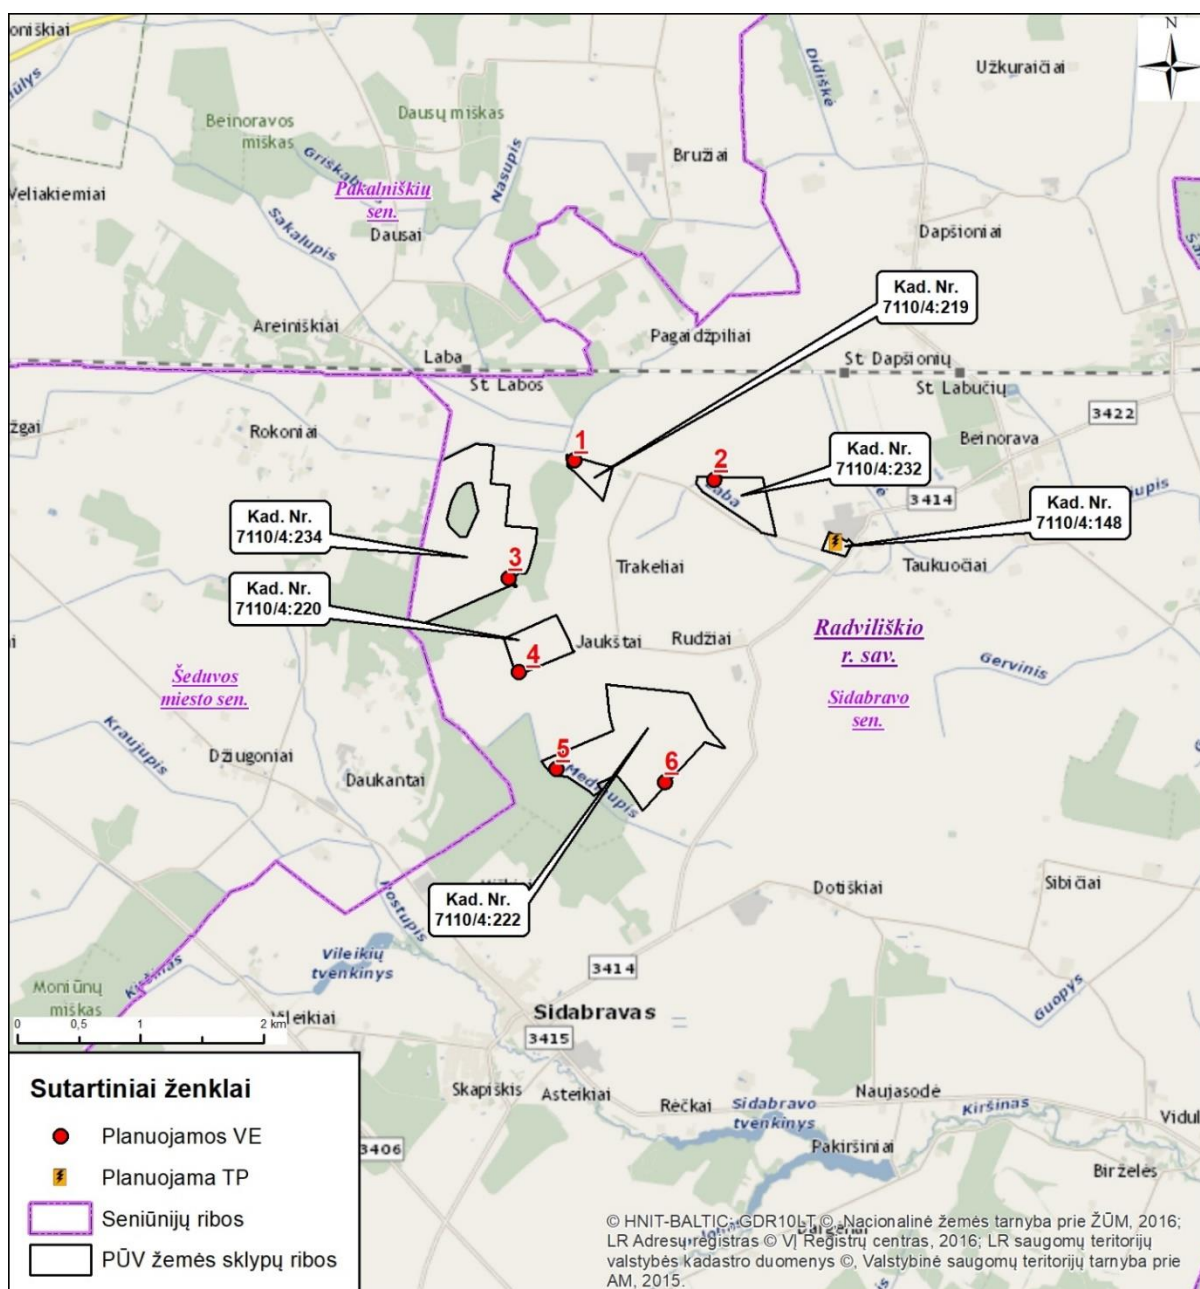 oniškiai
N
Užkuraičiai
Didiškė
Dausų miškas
Beinoravos
miškas
Bružiai
Griškab
Nasupis
Veliakiemiai
Pakalniškių
sen.
Sakalupis
Dausai
Dapšioniai
Kad. Nr.
7110/4:219
Areiniškiai
Pagaidžpiliai
Laba
St Dapšionių
St Labos
St Labučių
3422
žgai
Rokoniai
Beinorava
1
2
Kad. Nr.
7110/4:232
Laba
3414
Kad. Nr.
7110/4:148
Kad. Nr.
7110/4:234
3
Trakeliai
Taukuočiai
Kad. Nr.
7110/4:220
Jaukštai
Rudžiai
Radviliškio
r. sav.
4
Gervinis
Šeduvos
miesto sen.
Sidabravo
sen.
Kraujupis
Džiugoniai
Daukantai
5
6
Kad. Nr.
7110/4:222
Dotiškiai
Sibičiai
Vileikių
tvenkinys
3414
Kiršinas
Moniūnų
miškas
Guopys
Sidabravas
0 0,5 1 2 km
Vileikiai
3415
Skapiškis
Asteikiai
Naujasodė
Rėčkai
Sidabravo
tvenkinys
Kiršinas
Vidul
3406
Pakiršiniai
Birželės
Sutartiniai ženklai
Planuojamos VE
Planuojama TP
Seniūnijų ribos
PŪV žemės sklypų ribos
© HNIT-BALTIC; GDR10LT ©, Nacionalinė žemės tarnyba prie ŽŪM, 2016;
LR Adresų registras © VĮ Registrų centras, 2016; LR saugomų teritorijų
valstybės kadastro duomenys ©, Valstybinė saugomų teritorijų tarnyba prie
AM, 2015.